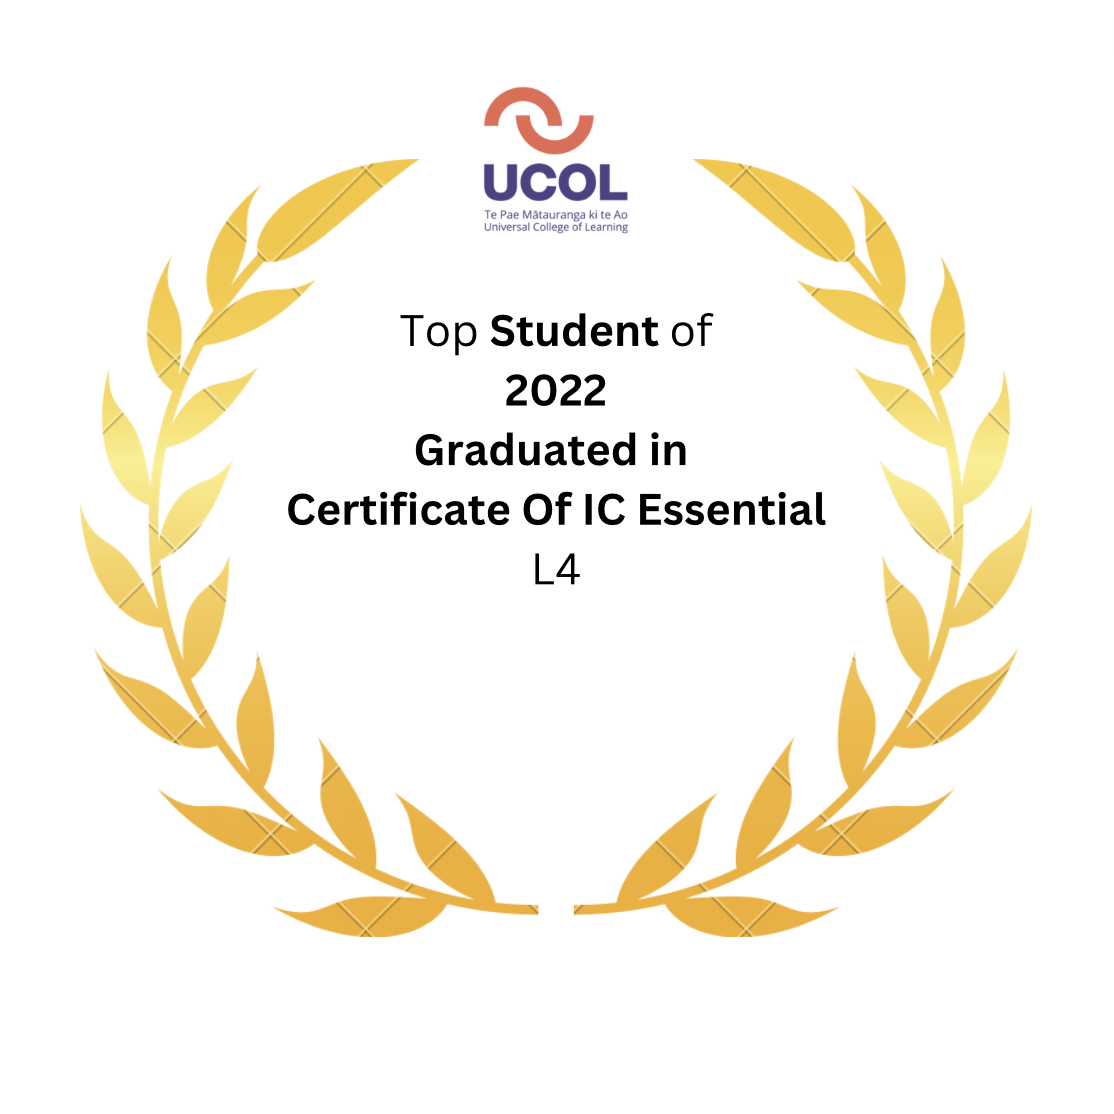 UCOL
Te Pae Mātauranga ki te Ao
Universal College of Learning
Top Student of
2022
Graduated in
Certificate Of IC Essential
L4